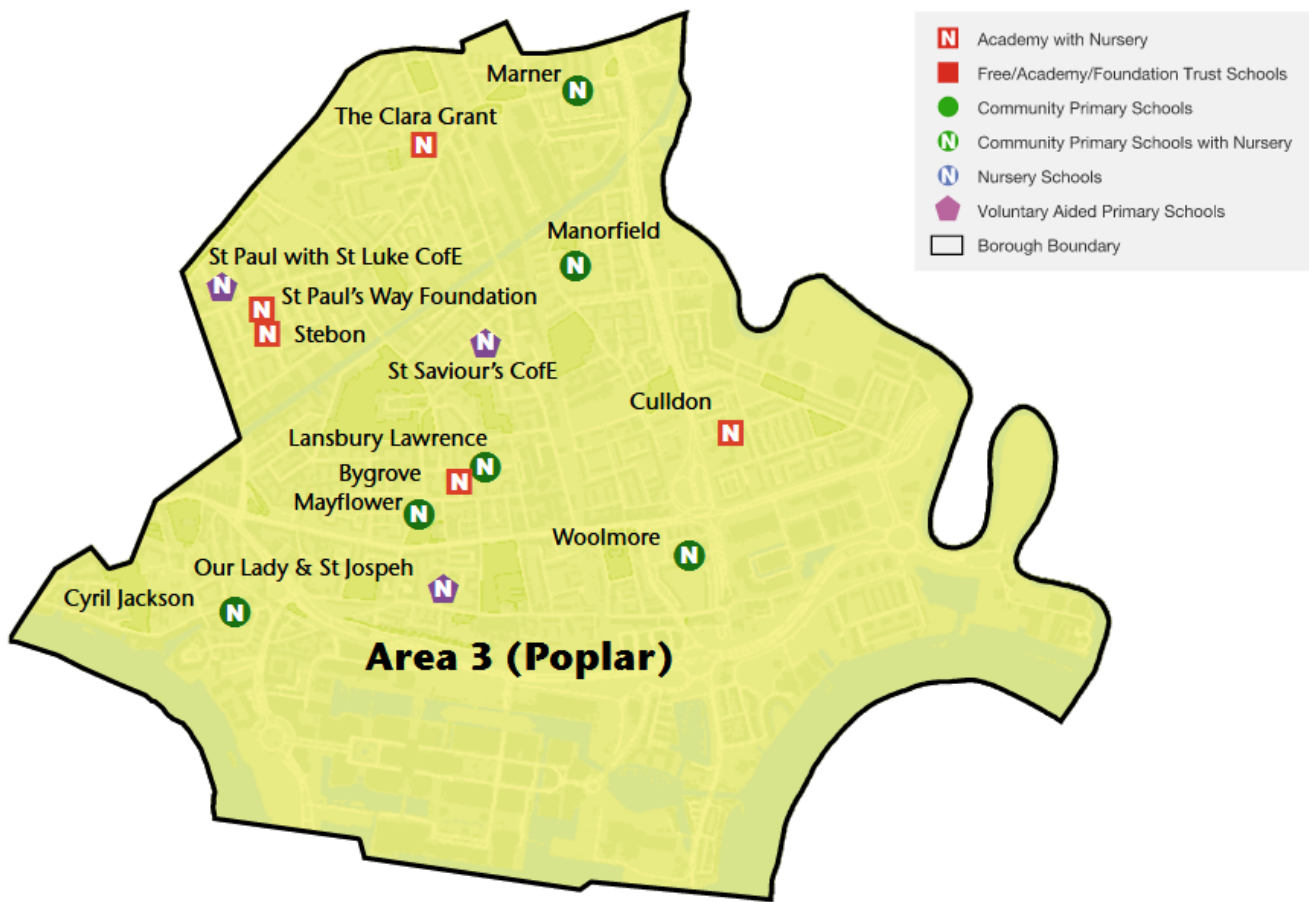 Marner
N
The Clara Grant
N
Manorfield
N
St Paul with St Luke CofE
N
St Paul's Way Foundation
N
Stebon
N
St Saviour's CofE
N
Culldon
N
Lansbury Lawrence
N
Bygrove
N
Mayflower
N
Woolmore
N
Our Lady & St Jospeh
N
Cyril Jackson
N
Area 3 (Poplar)
N Academy with Nursery
Free/Academy/Foundation Trust Schools
Community Primary Schools
N Community Primary Schools with Nursery
N Nursery Schools
Voluntary Aided Primary Schools
Borough Boundary